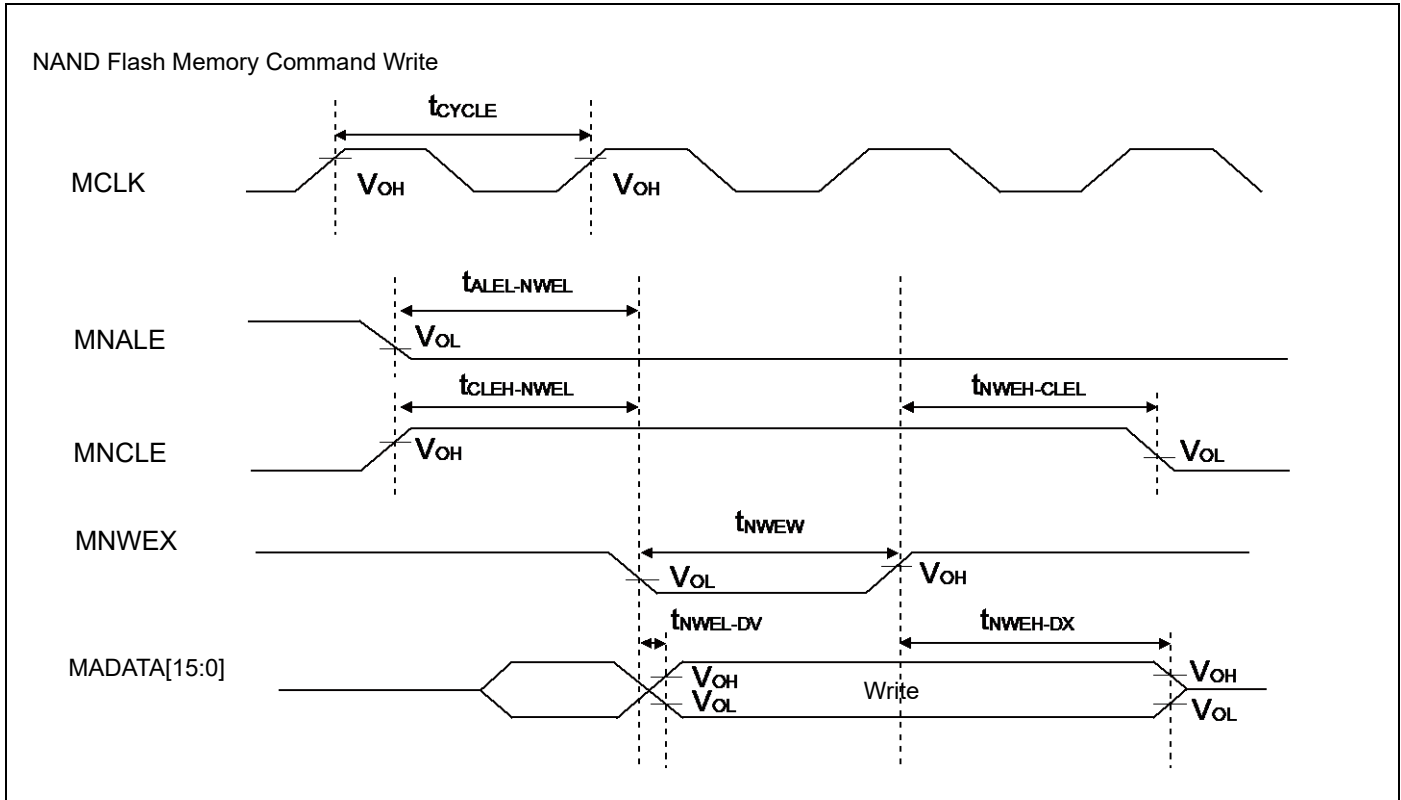 NAND Flash Memory Command Write
tCYCLE
MCLK
VOH
VOH
tALEL-NWEL
MNALE
VOL
tCLEH-NWEL
tNWEH-CLEL
MNCLE
VOH
VOL
MNWEX
tNWEW
VOL
VOH
tNWEL-DV
tNWEH-DX
MADATA[15:0]
VOH
VOL
Write
VOH
VOL